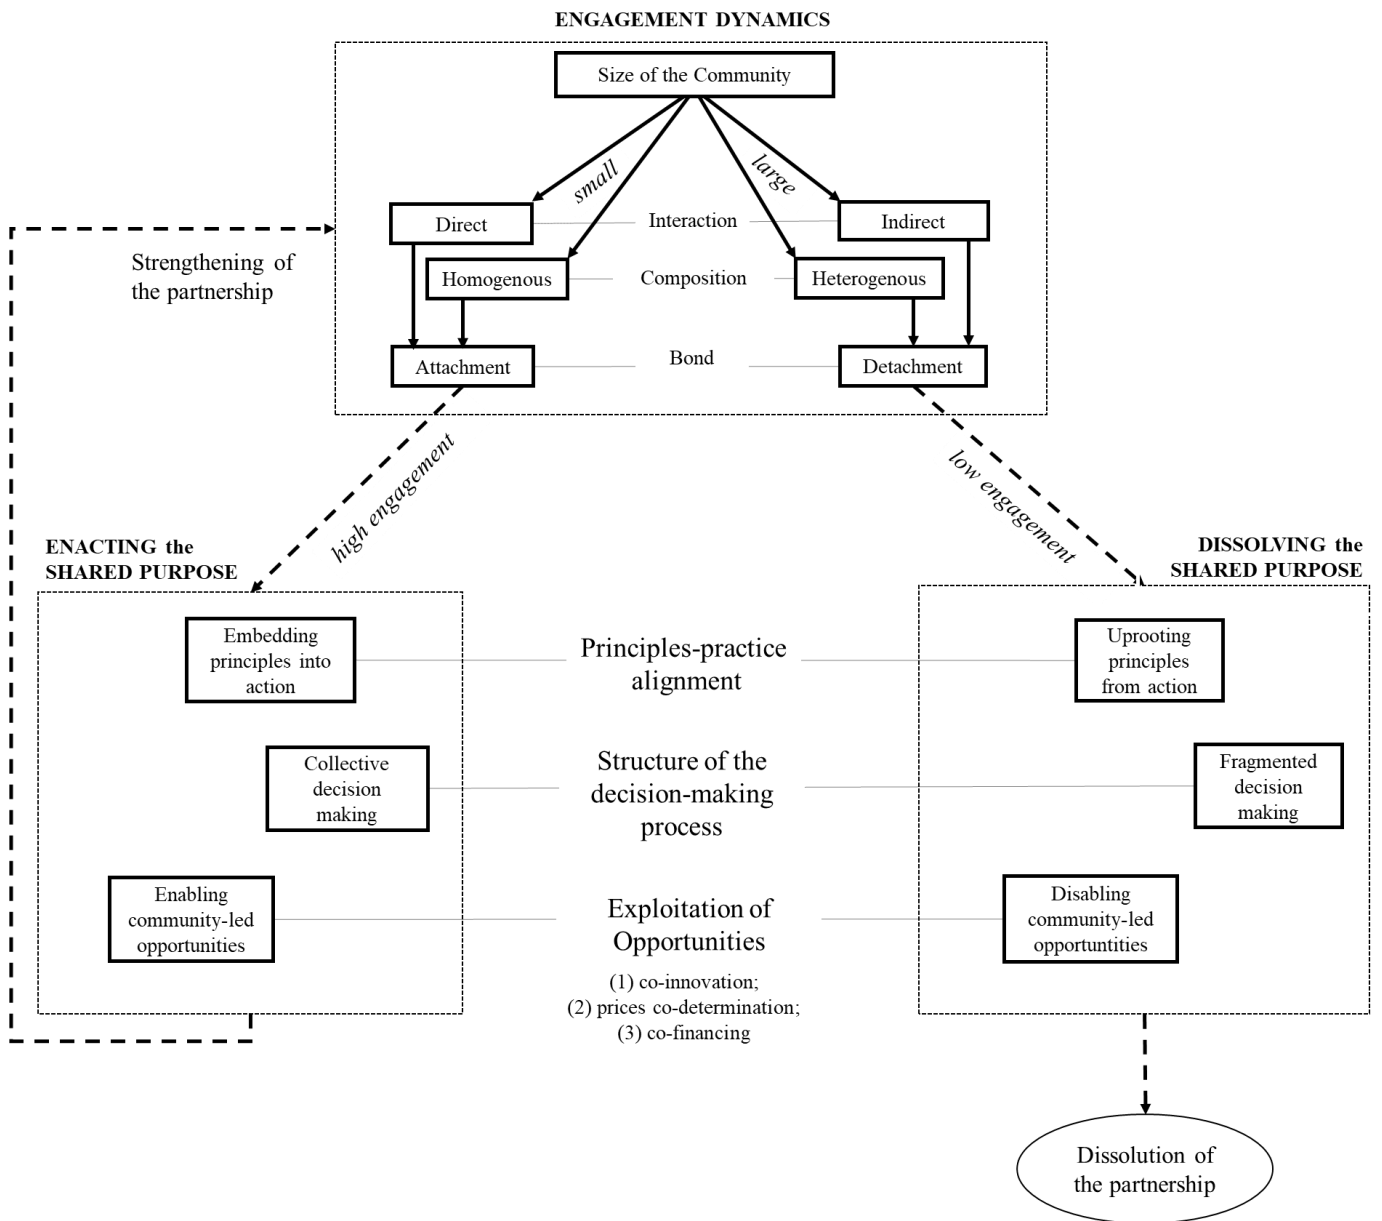 ENGAGEMENT DYNAMICS
Size of the Community
small
large
Direct
Interaction
Indirect
Homogenous
Composition
Heterogenous
Attachment
Bond
Detachment
Strengthening of
the partnership
high engagement
low engagement
ENACTING the
SHARED PURPOSE
DISSOLVING the
SHARED PURPOSE
Embedding
principles into
action
Principles-practice
alignment
Uprooting
principles
from action
Collective
decision
making
Structure of the
decision-making
process
Fragmented
decision
making
Enabling
community-led
opportunities
Exploitation of
Opportunities
(1) co-innovation;
(2) prices co-determination;
(3) co-financing
Disabling
community-led
opportuntities
Dissolution of
the partnership